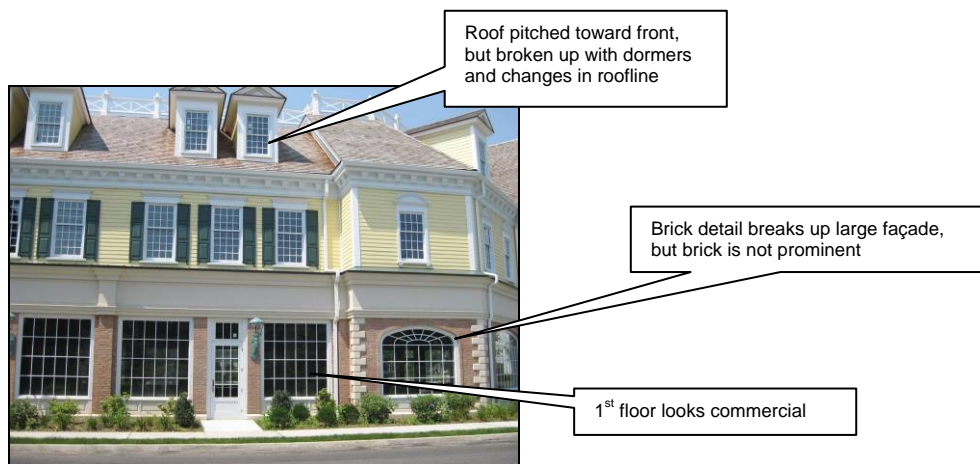 Roof pitched toward front,
but broken up with dormers
and changes in roofline
Brick detail breaks up large façade,
but brick is not prominent
1st floor looks commercial